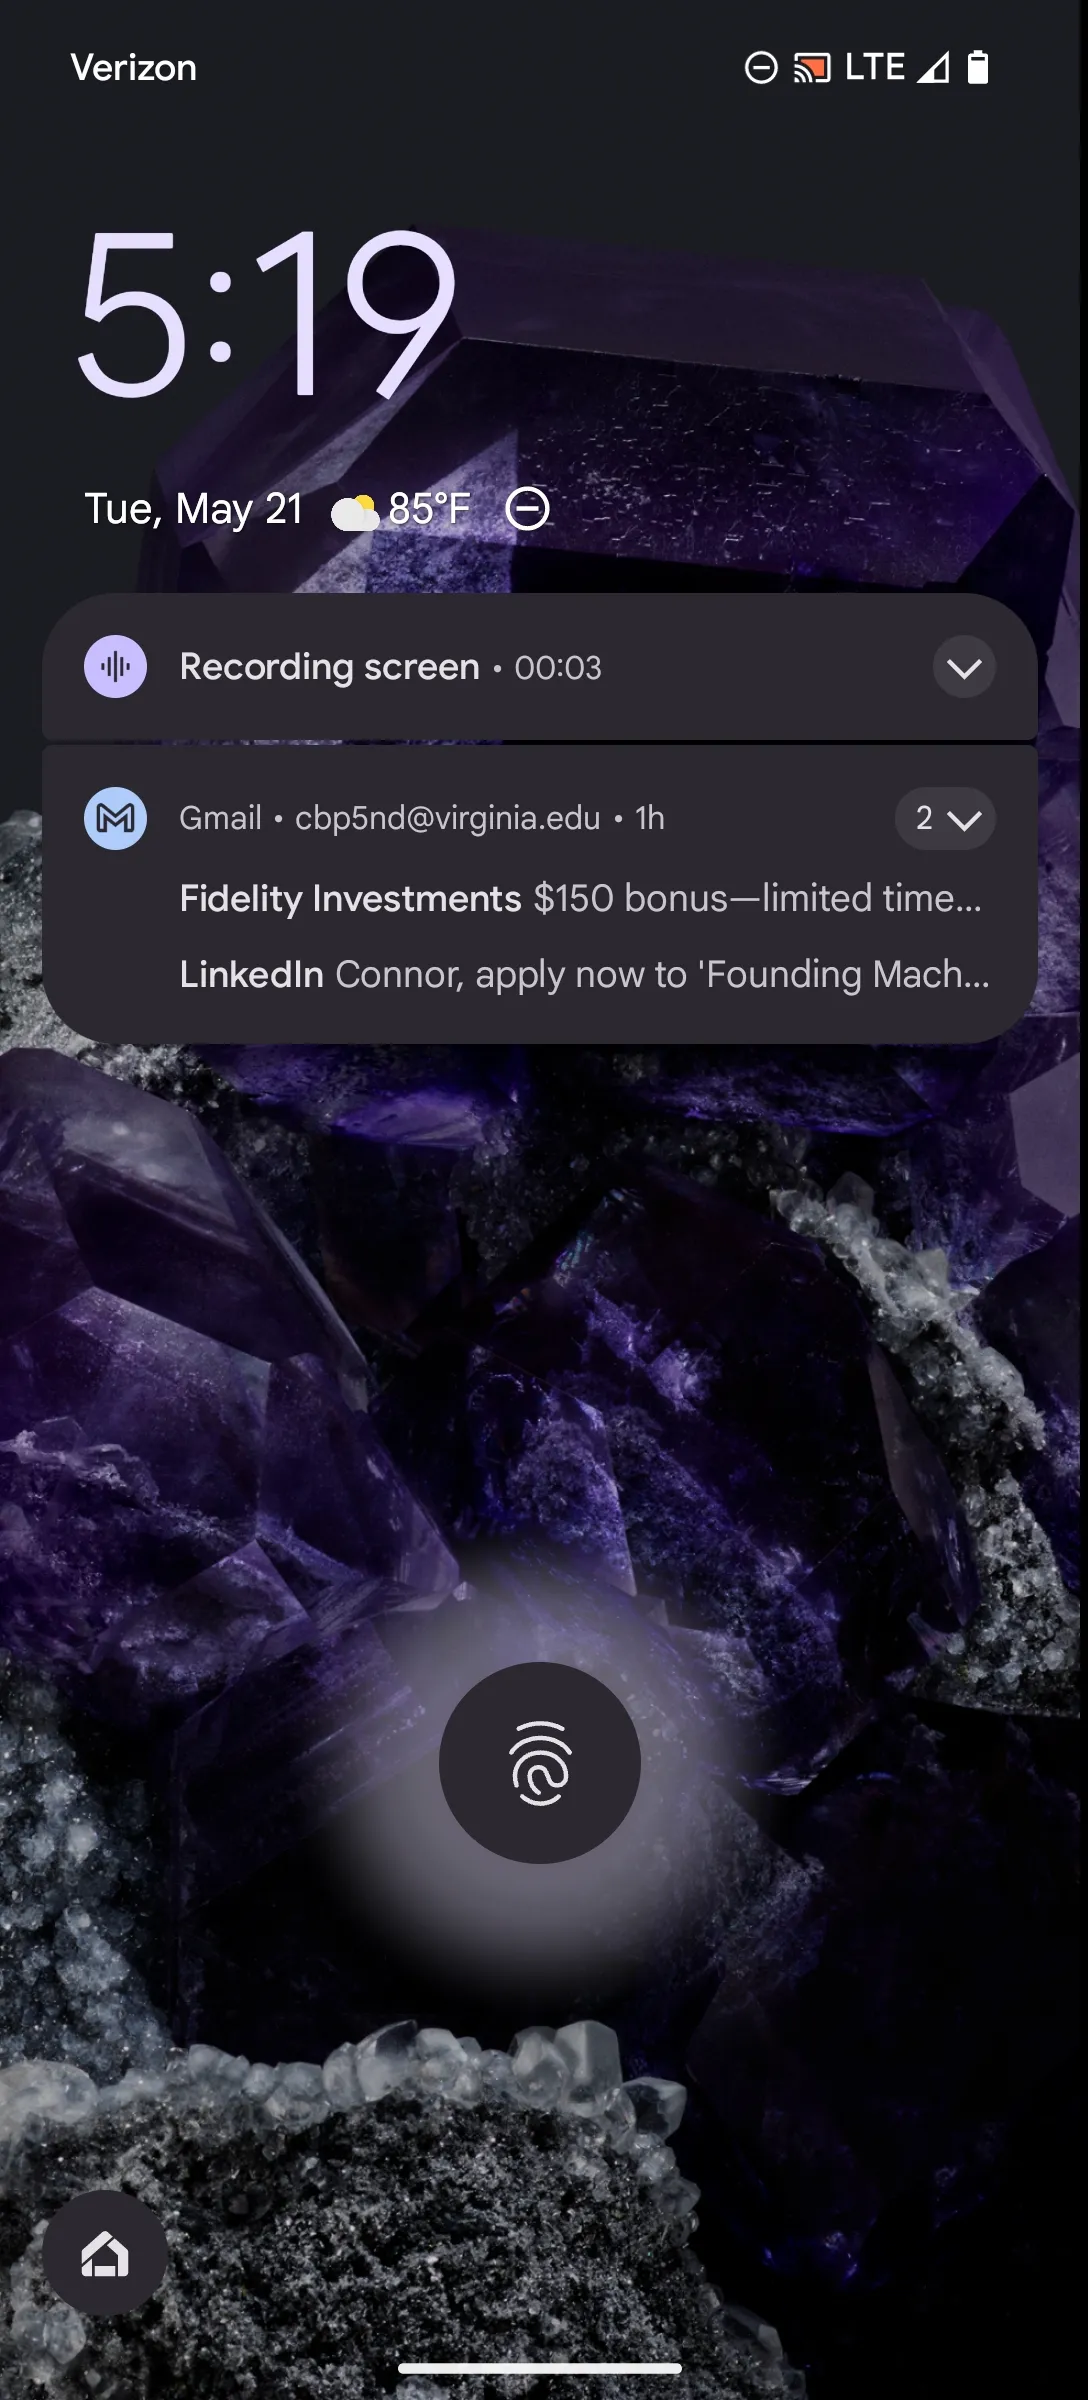 Verizon LTE
5:19
Tue, May 21 85°F
Recording screen • 00:03
Gmail • cbp5nd@virginia.edu • 1h 2
Fidelity Investments $150 bonus—limited time...
LinkedIn Connor, apply now to 'Founding Mach...